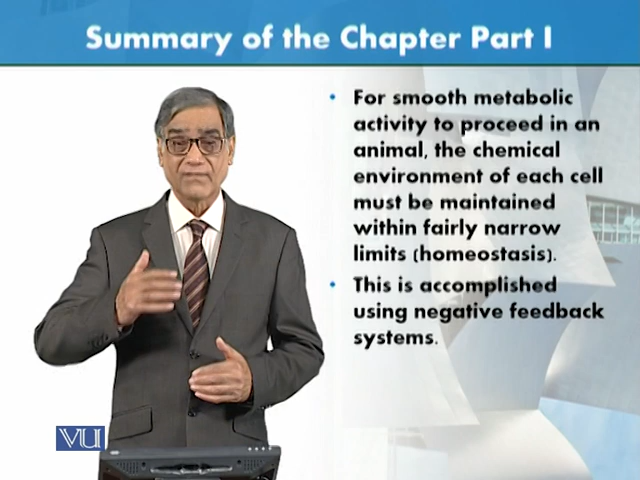 Summary of the Chapter Part I
• For smooth metabolic
activity to proceed in an
animal, the chemical
environment of each cell
must be maintained
within fairly narrow
limits (homeostasis).
• This is accomplished
using negative feedback
systems.
VU